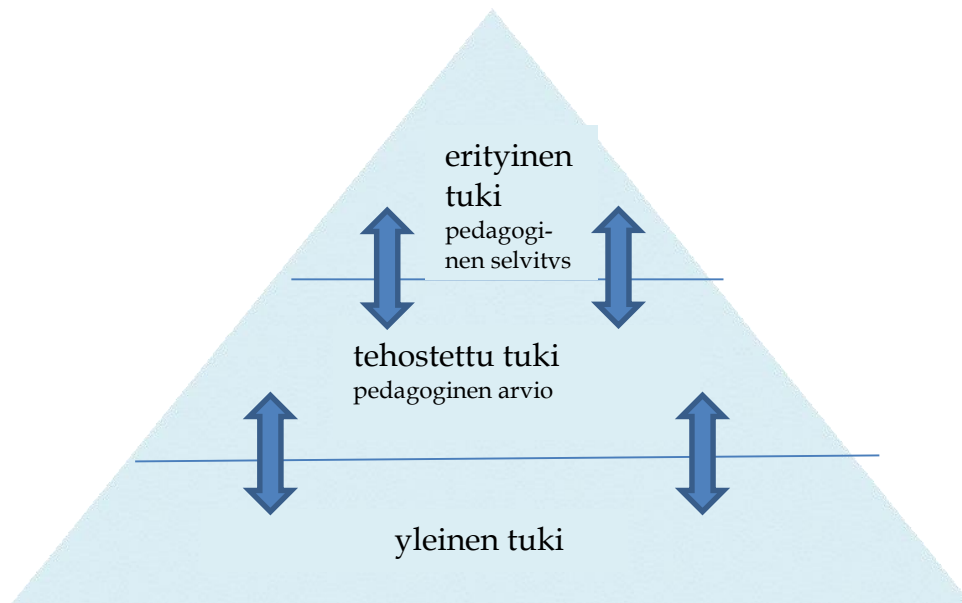 erityinen
tuki
pedagogi-
nen selvitys
tehostettu tuki
pedagoginen arvio
yleinen tuki